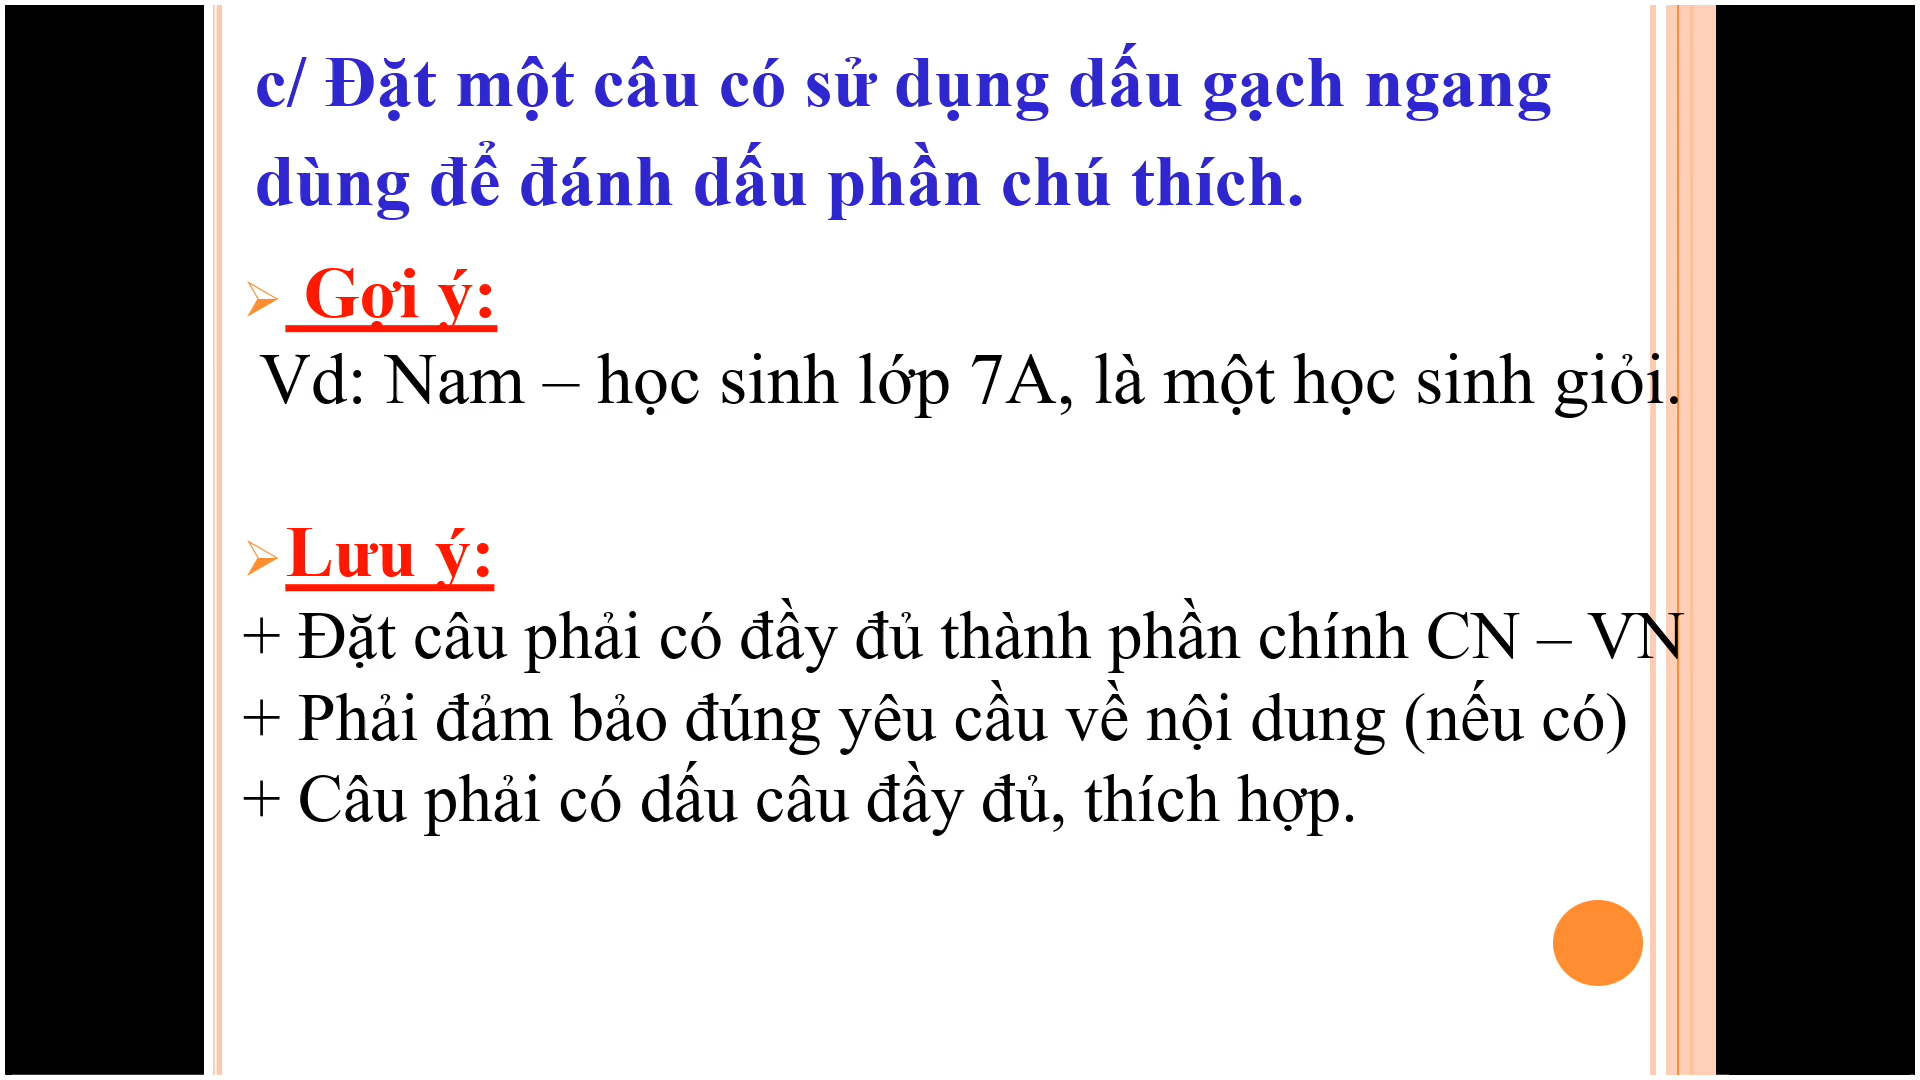 c/ Đặt một câu có sử dụng dấu gạch ngang
dùng để đánh dấu phần chú thích.
Gợi ý:
Vd: Nam – học sinh lớp 7A, là một học sinh giỏi.
Lưu ý:
+ Đặt câu phải có đầy đủ thành phần chính CN – VN
+ Phải đảm bảo đúng yêu cầu về nội dung (nếu có)
+ Câu phải có dấu câu đầy đủ, thích hợp.